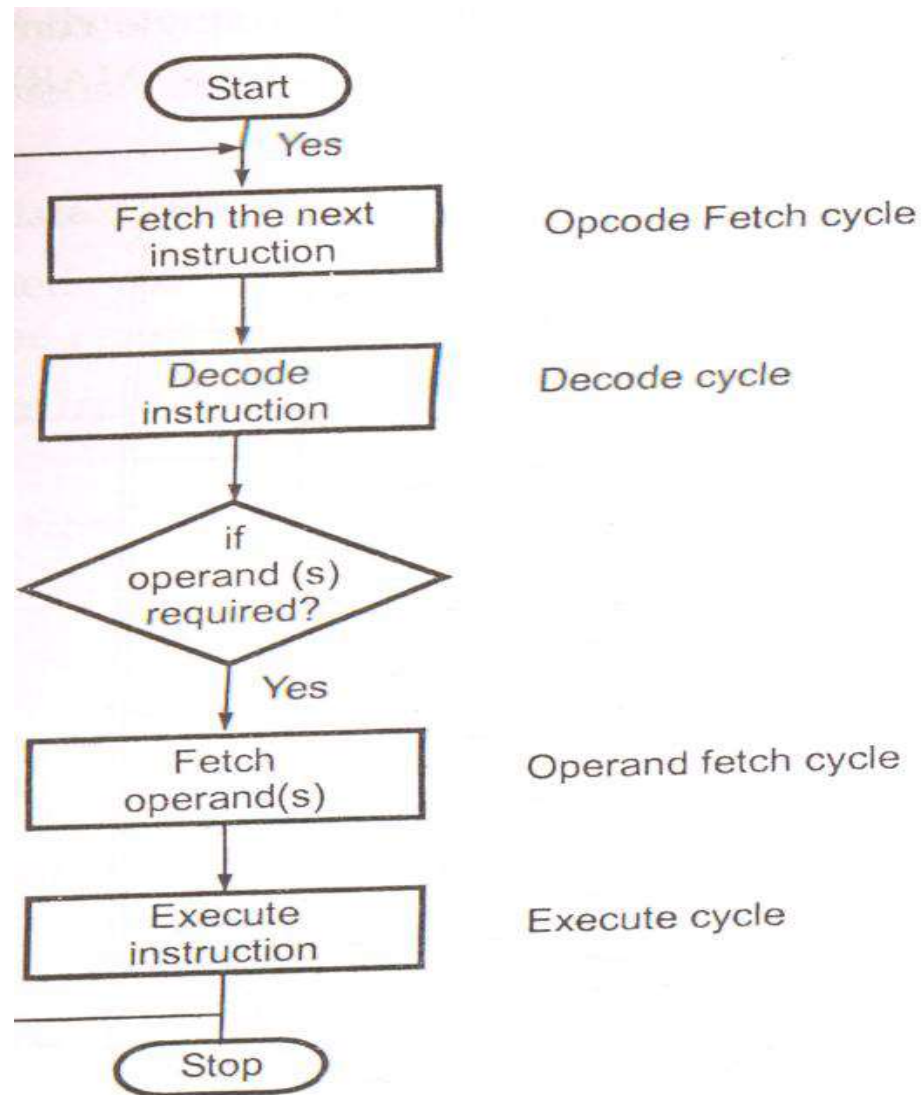 Start
Yes
Fetch the next
instruction
Opcode Fetch cycle
Decode
instruction
Decode cycle
if
operand (s)
required?
Yes
Fetch
operand(s)
Operand fetch cycle
Execute
instruction
Execute cycle
Stop